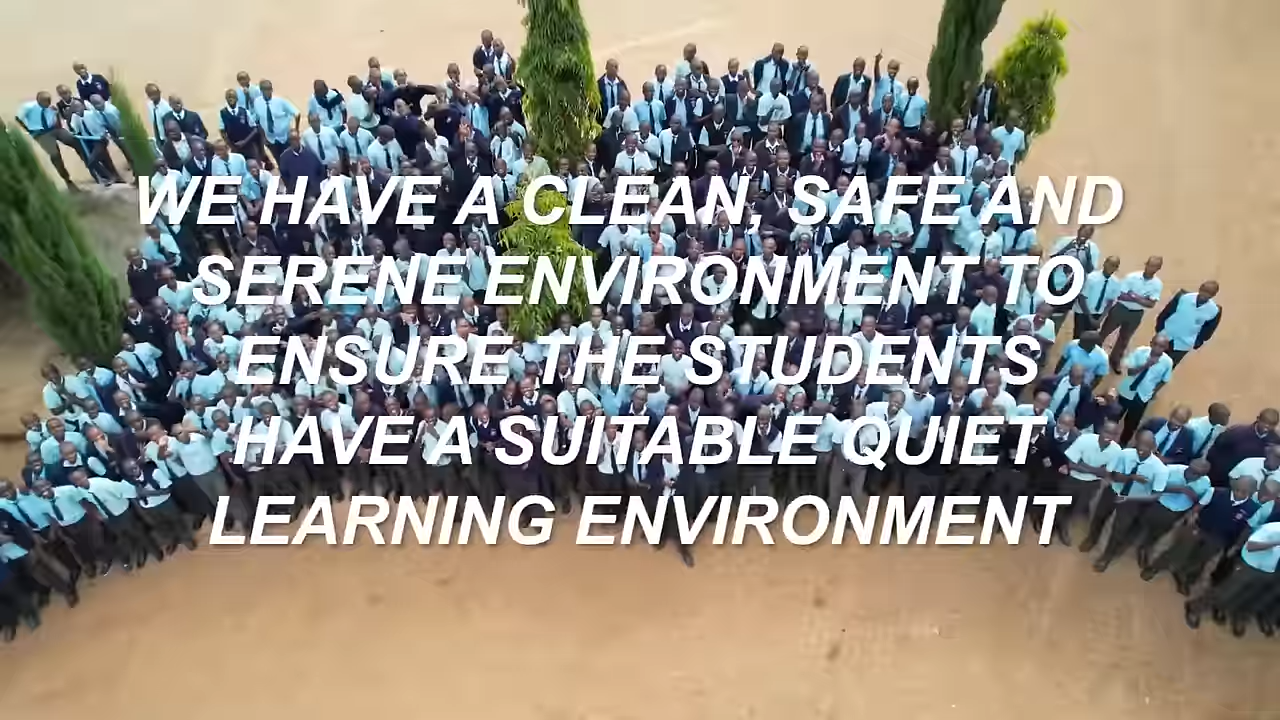 WE HAVE A CLEAN, SAFE AND
SERENE ENVIRONMENT TO
ENSURE THE STUDENTS
HAVE A SUITABLE QUIET
LEARNING ENVIRONMENT